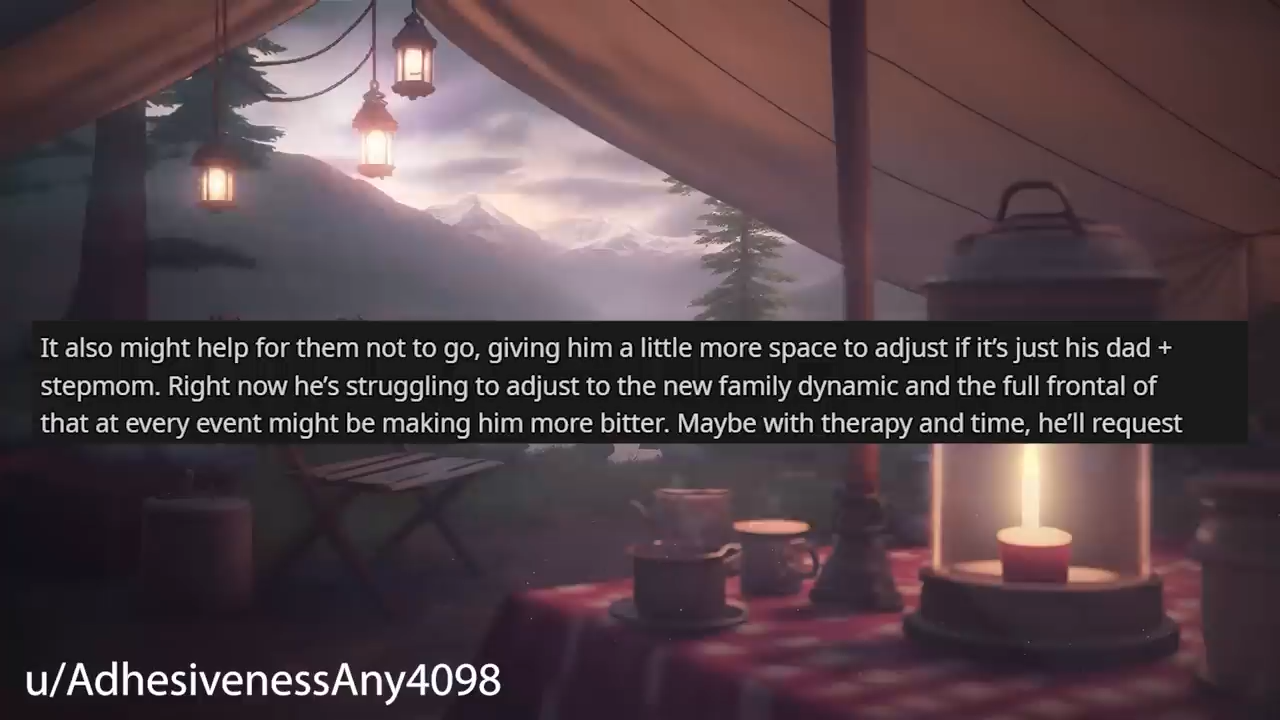 It also might help for them not to go, giving him a little more space to adjust if it’s just his dad +
stepmom. Right now he’s struggling to adjust to the new family dynamic and the full frontal of
that at every event might be making him more bitter. Maybe with therapy and time, he’ll request
u/AdhesivenessAny4098